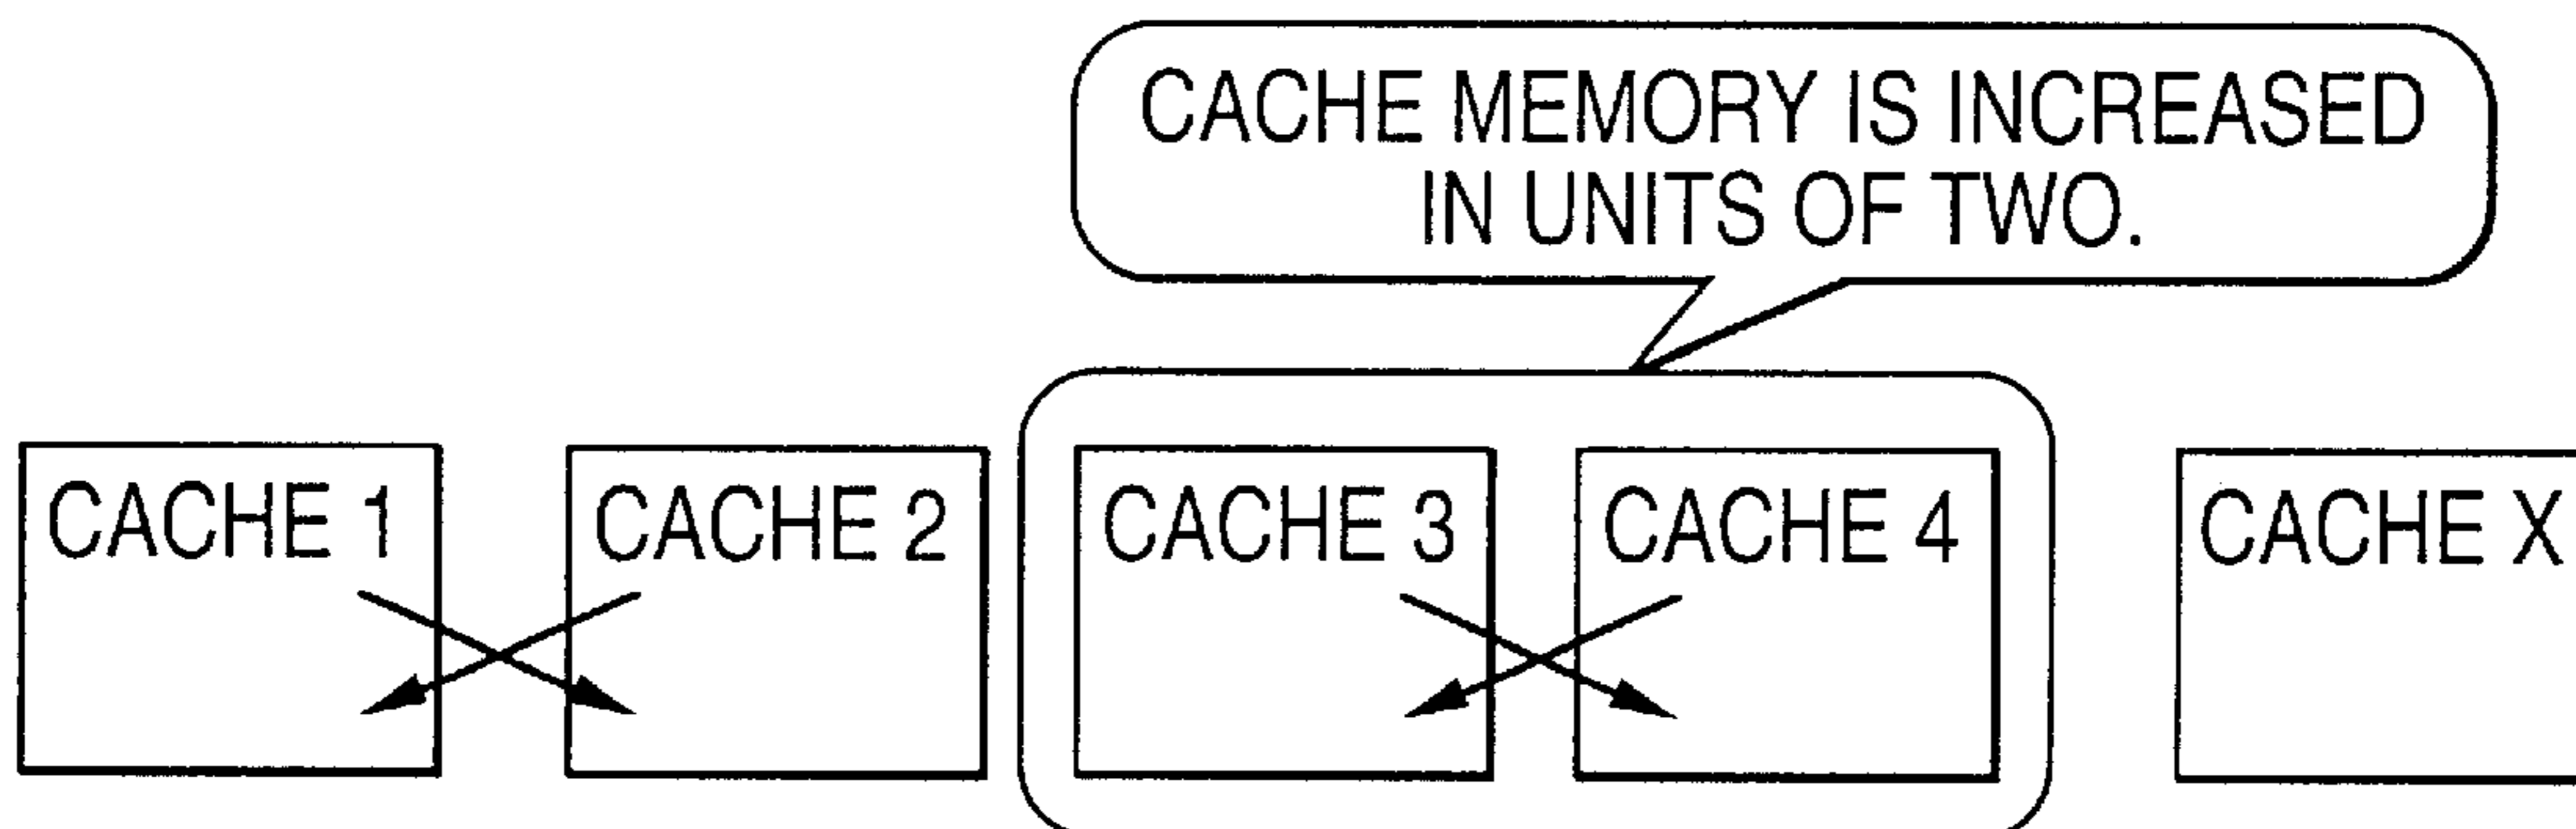 CACHE MEMORY IS INCREASED
IN UNITS OF TWO.
CACHE 1
CACHE 2
CACHE 3
CACHE 4
CACHE X